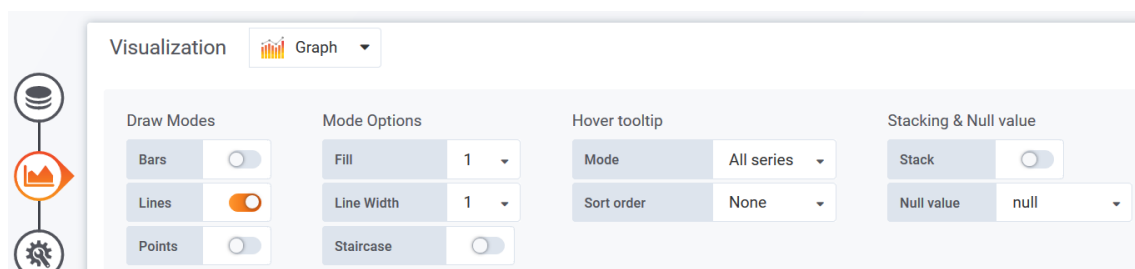 Visualization Graph
Draw Modes Mode Options Hover tooltip Stacking & Null value
Bars Fill 1 Mode All series Stack
Lines Line Width 1 Sort order None Null value null
Points Staircase